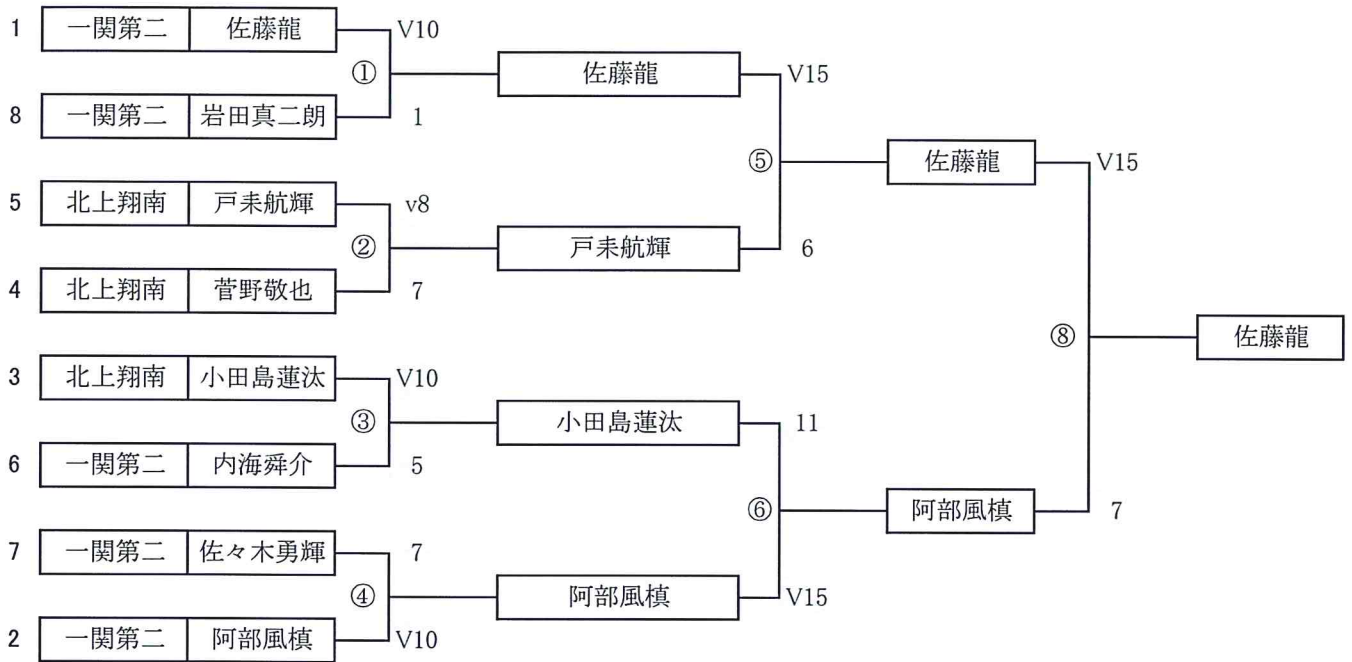 1 一関第二 佐藤龍 V10
① 佐藤龍 V15
8 一関第二 岩田真二朗 1
⑤ 佐藤龍 V15
5 北上翔南 戸耒航輝 v8
② 戸耒航輝 6
4 北上翔南 菅野敬也 7
⑧ 佐藤龍
3 北上翔南 小田島蓮汰 V10
③ 小田島蓮汰 11
6 一関第二 内海舜介 5
⑥ 阿部風槙 7
7 一関第二 佐々木勇輝 7
④ 阿部風槙 V15
2 一関第二 阿部風槙 V10